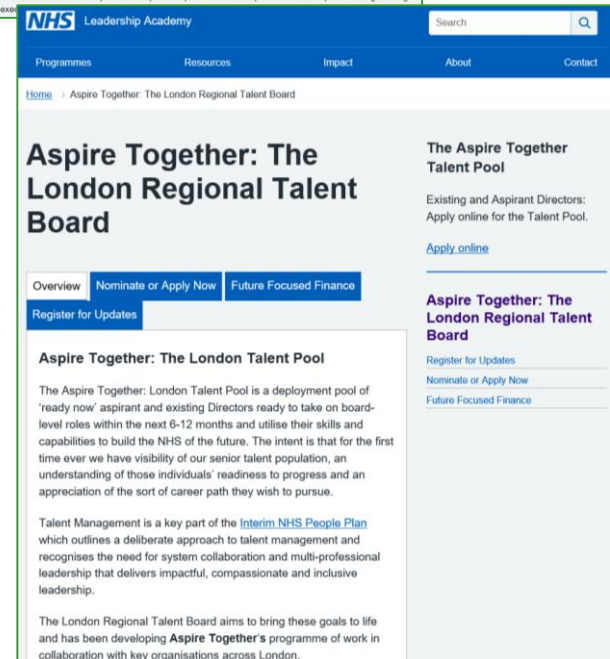 exec
NHS Leadership Academy
Search
Programmes Resources Impact About Contact
Home > Aspire Together: The London Regional Talent Board
Aspire Together: The
London Regional Talent
Board
Overview Nominate or Apply Now Future Focused Finance
Register for Updates
Aspire Together: The London Talent Pool
The Aspire Together: London Talent Pool is a deployment pool of
'ready now' aspirant and existing Directors ready to take on board-
level roles within the next 6-12 months and utilise their skills and
capabilities to build the NHS of the future. The intent is that for the first
time ever we have visibility of our senior talent population, an
understanding of those individuals' readiness to progress and an
appreciation of the sort of career path they wish to pursue.
Talent Management is a key part of the Interim NHS People Plan
which outlines a deliberate approach to talent management and
recognises the need for system collaboration and multi-professional
leadership that delivers impactful, compassionate and inclusive
leadership.
The London Regional Talent Board aims to bring these goals to life
and has been developing Aspire Together's programme of work in
collaboration with key organisations across London.
The Aspire Together
Talent Pool
Existing and Aspirant Directors:
Apply online for the Talent Pool.
Apply online
Aspire Together: The
London Regional Talent
Board
Register for Updates
Nominate or Apply Now
Future Focused Finance